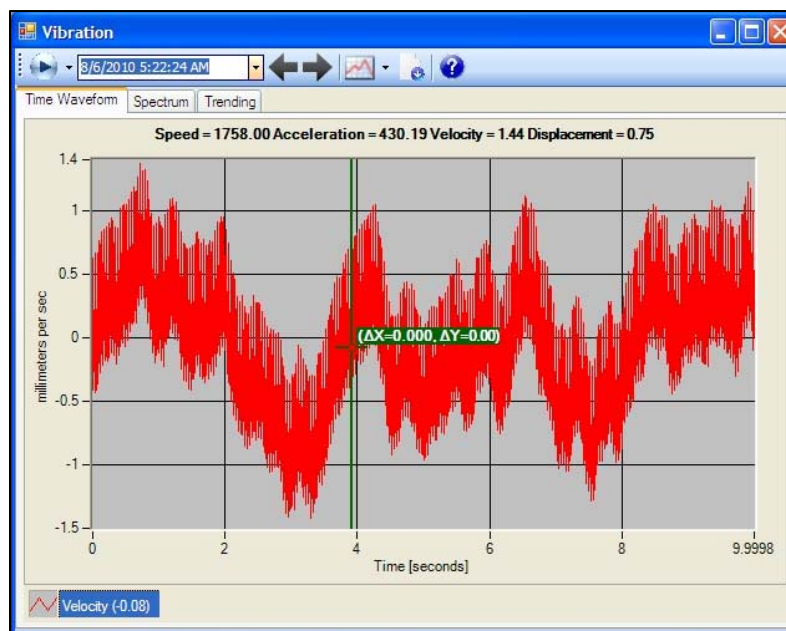 Vibration
8/6/2010 5:22:24 AM
Time Waveform Spectrum Trending
Speed = 1758.00 Acceleration = 430.19 Velocity = 1.44 Displacement = 0.75
1.4
1
0.5
0
-0.5
-1
-1.5
millimeters per sec
(ΔX=0.000, ΔY=0.00)
0 2 4 6 8 9.9998
Time [seconds]
Velocity (-0.08)